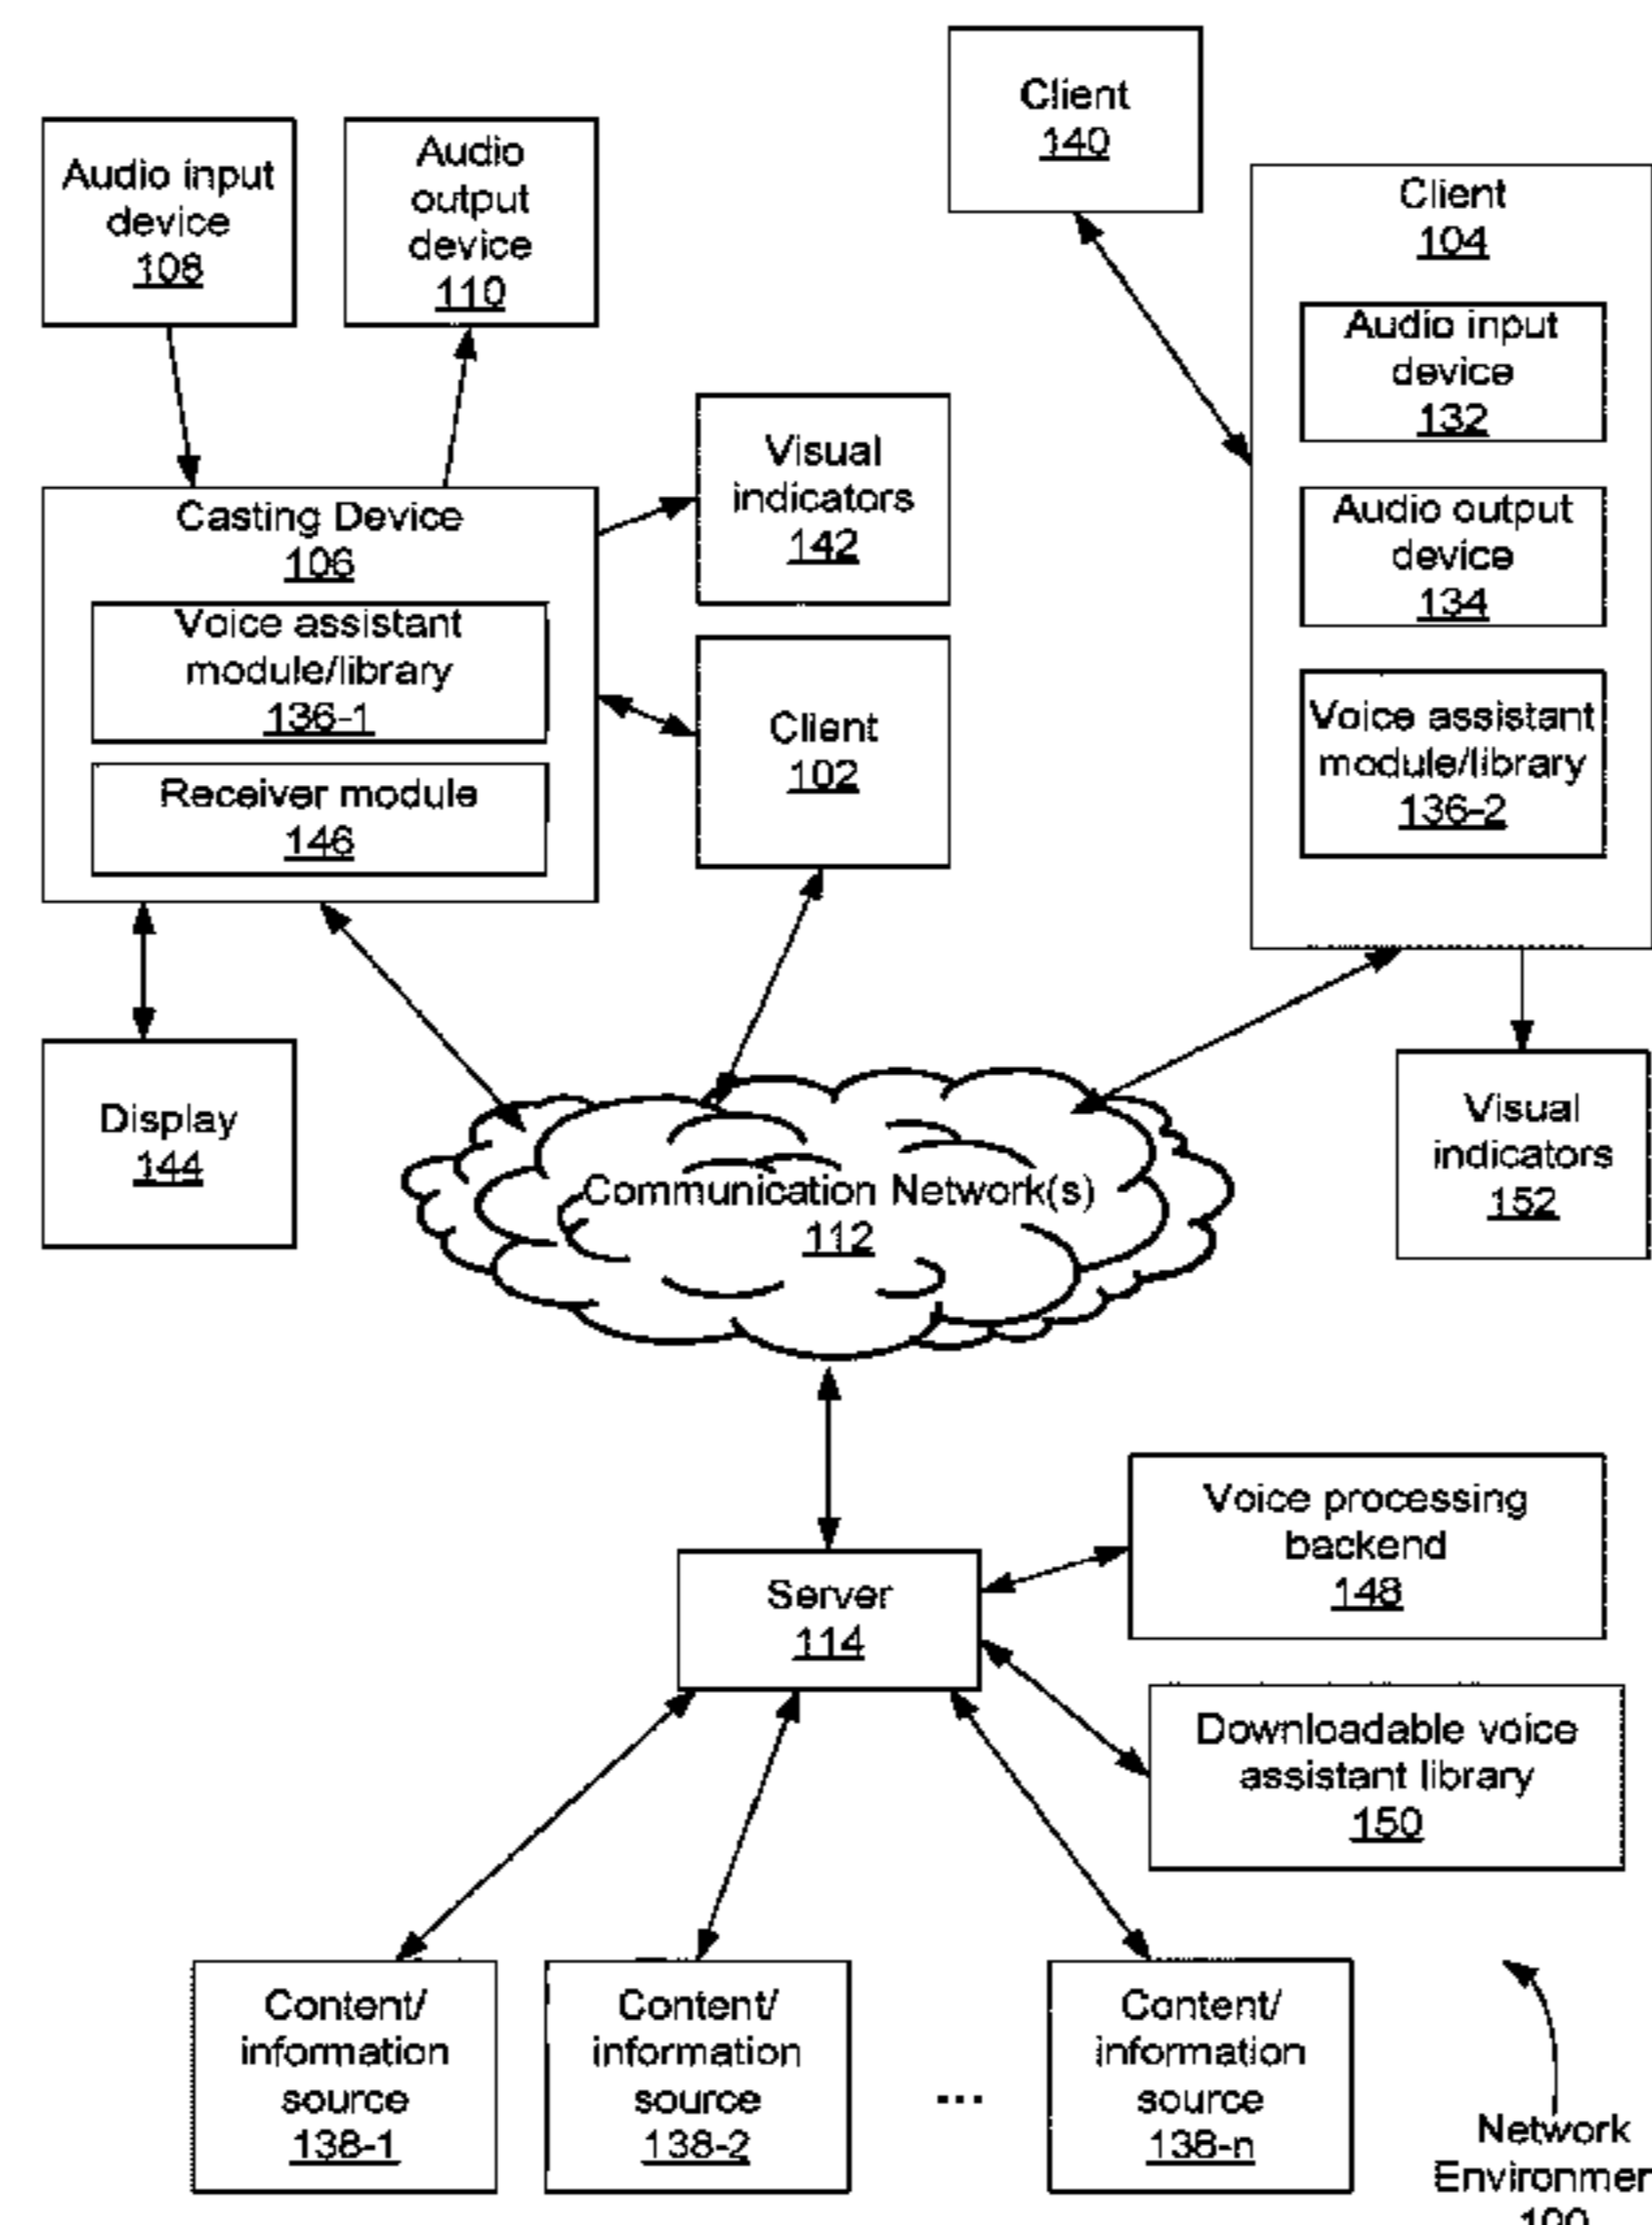 Client
140
Audio input
device
108
Audio
output
device
110
Client
104
Audio input
device
132
Audio output
device
134
Voice assistant
module/library
136-2
Visual
indicators
142
Casting Device
106
Voice assistant
module/library
136-1
Receiver module
146
Client
102
Display
144
Visual
indicators
152
Communication Network(s)
112
Voice processing
backend
148
Server
114
Downloadable voice
assistant library
150
Content/
information
source
138-1
Content/
information
source
138-2
...
Content/
information
source
138-n
Network
Environmen